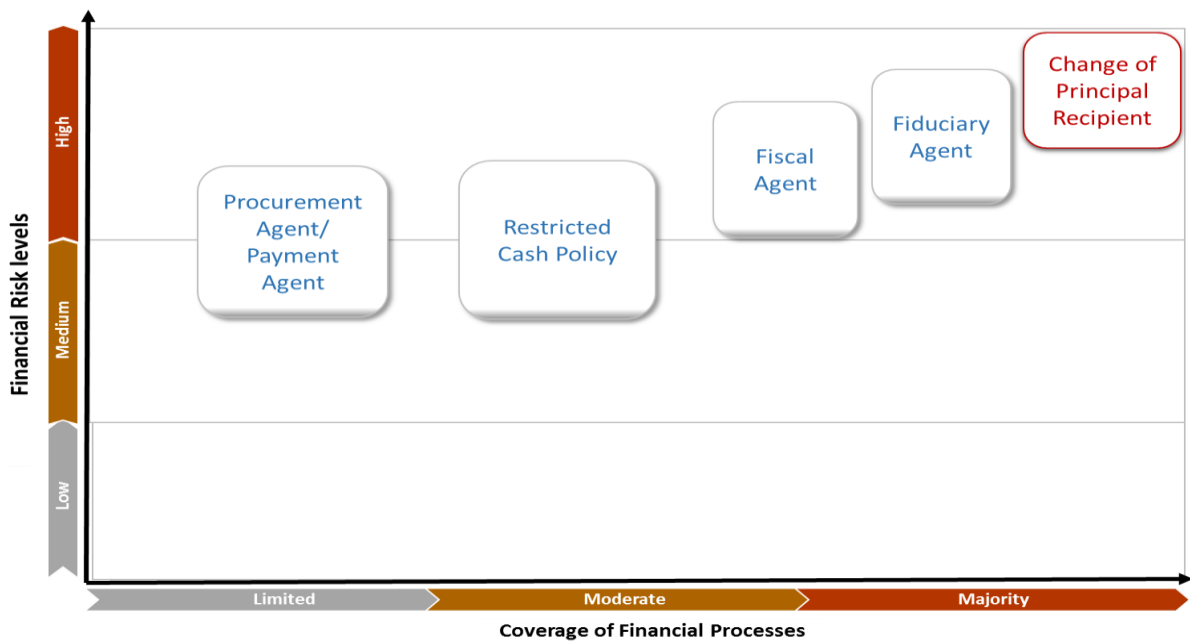 Financial Risk levels
High
Medium
Low
Procurement
Agent/
Payment
Agent
Restricted
Cash Policy
Fiscal
Agent
Fiduciary
Agent
Change of
Principal
Recipient
Limited
Moderate
Majority
Coverage of Financial Processes